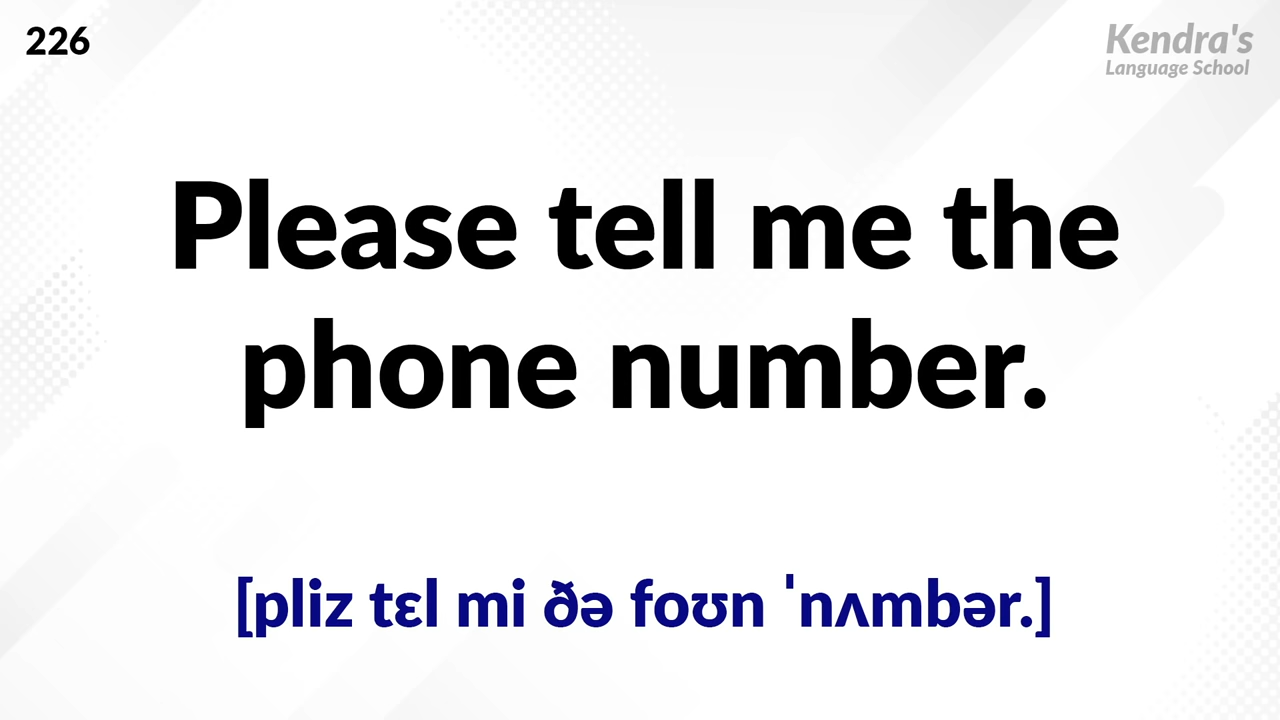 226
Kendra's
Language School
Please tell me the
phone number.
[pliz tɛl mi ðə foʊn ˈnʌmbər.]